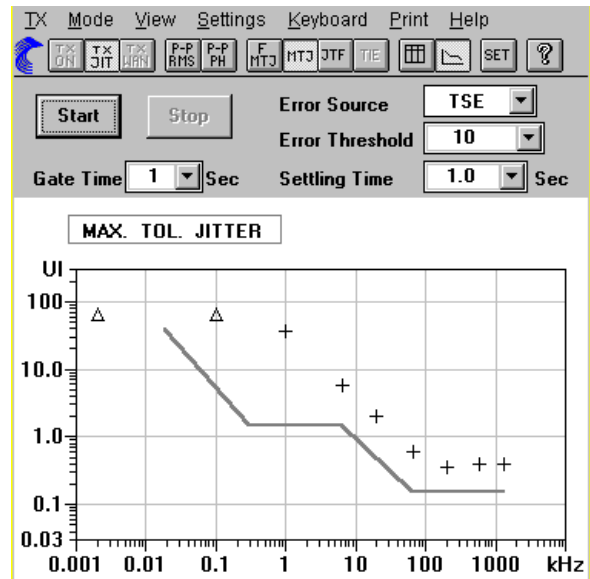 TX Mode View Settings Keyboard Print Help
TX ON TX JIT TX WAN P-P RMS P-P PH F MTJ MTJ JTF TIE SET ?
Start Stop Error Source TSE
Error Threshold 10
Gate Time 1 Sec Settling Time 1.0 Sec
MAX. TOL. JITTER
UI
100
10.0
1.0
0.1
0.03
0.001 0.01 0.1 1 10 100 1000 kHz